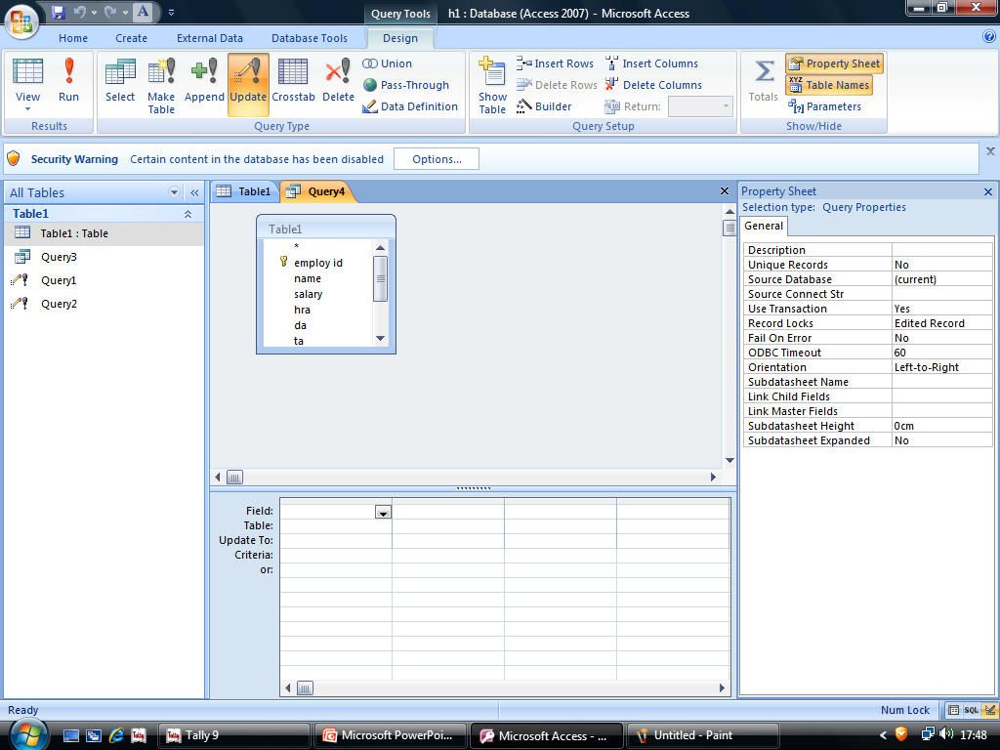 Query Tools
h1 : Database (Access 2007) - Microsoft Access
Home Create External Data Database Tools Design
View
Run
Results
Select
Make Table
Append
Update
Crosstab
Delete
Union
Pass-Through
Data Definition
Query Type
Show Table
Insert Rows
Delete Rows
Builder
Insert Columns
Delete Columns
Return:
Query Setup
Totals
Property Sheet
XYZ Table Names
Parameters
Show/Hide
Security Warning Certain content in the database has been disabled Options...
All Tables
Table1
Table1 : Table
Query3
Query1
Query2
Table1 Query4
Table1
*
employ id
name
salary
hra
da
ta
Field:
Table:
Update To:
Criteria:
or:
Property Sheet
Selection type: Query Properties
General
Description
Unique Records No
Source Database (current)
Source Connect Str
Use Transaction Yes
Record Locks Edited Record
Fail On Error No
ODBC Timeout 60
Orientation Left-to-Right
Subdatasheet Name
Link Child Fields
Link Master Fields
Subdatasheet Height 0cm
Subdatasheet Expanded No
Ready Num Lock SQL
Tally Tally Tally 9 Microsoft PowerPoi... Microsoft Access - ... Untitled - Paint 17:48